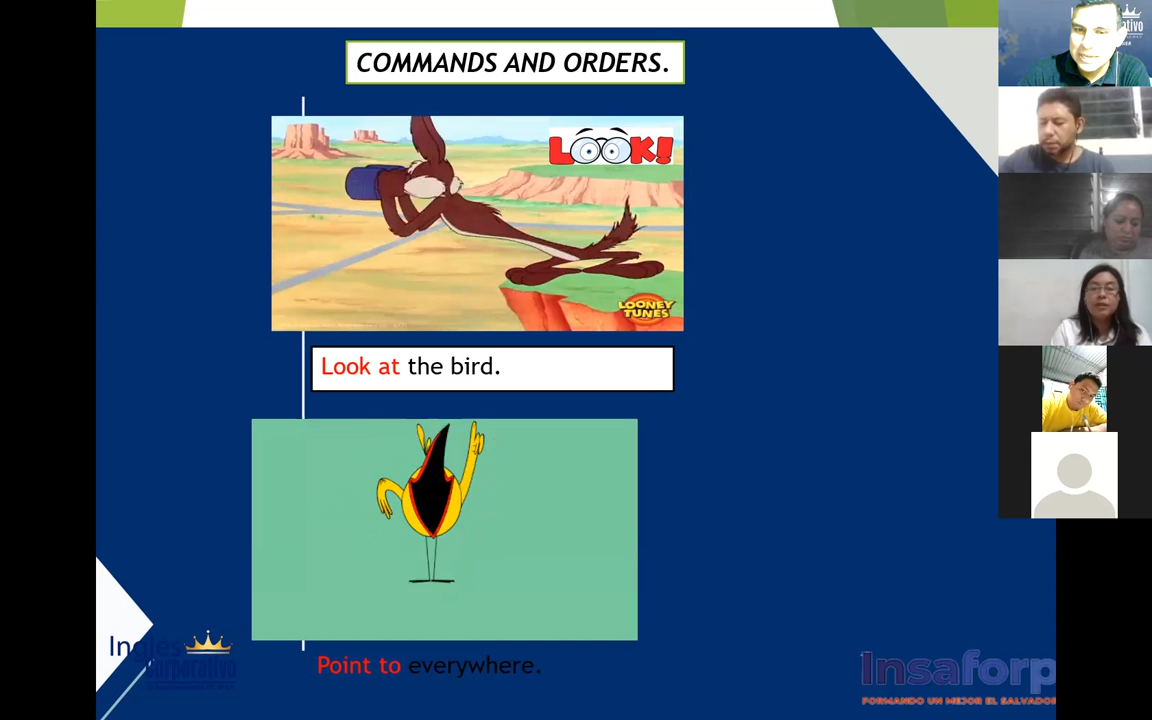 COMMANDS AND ORDERS.
LOOK!
LOONEY
TUNES
Look at the bird.
Point to everywhere.
Inglés
Corporativo
Insaforp
FORMANDO UN MEJOR EL SALVADOR